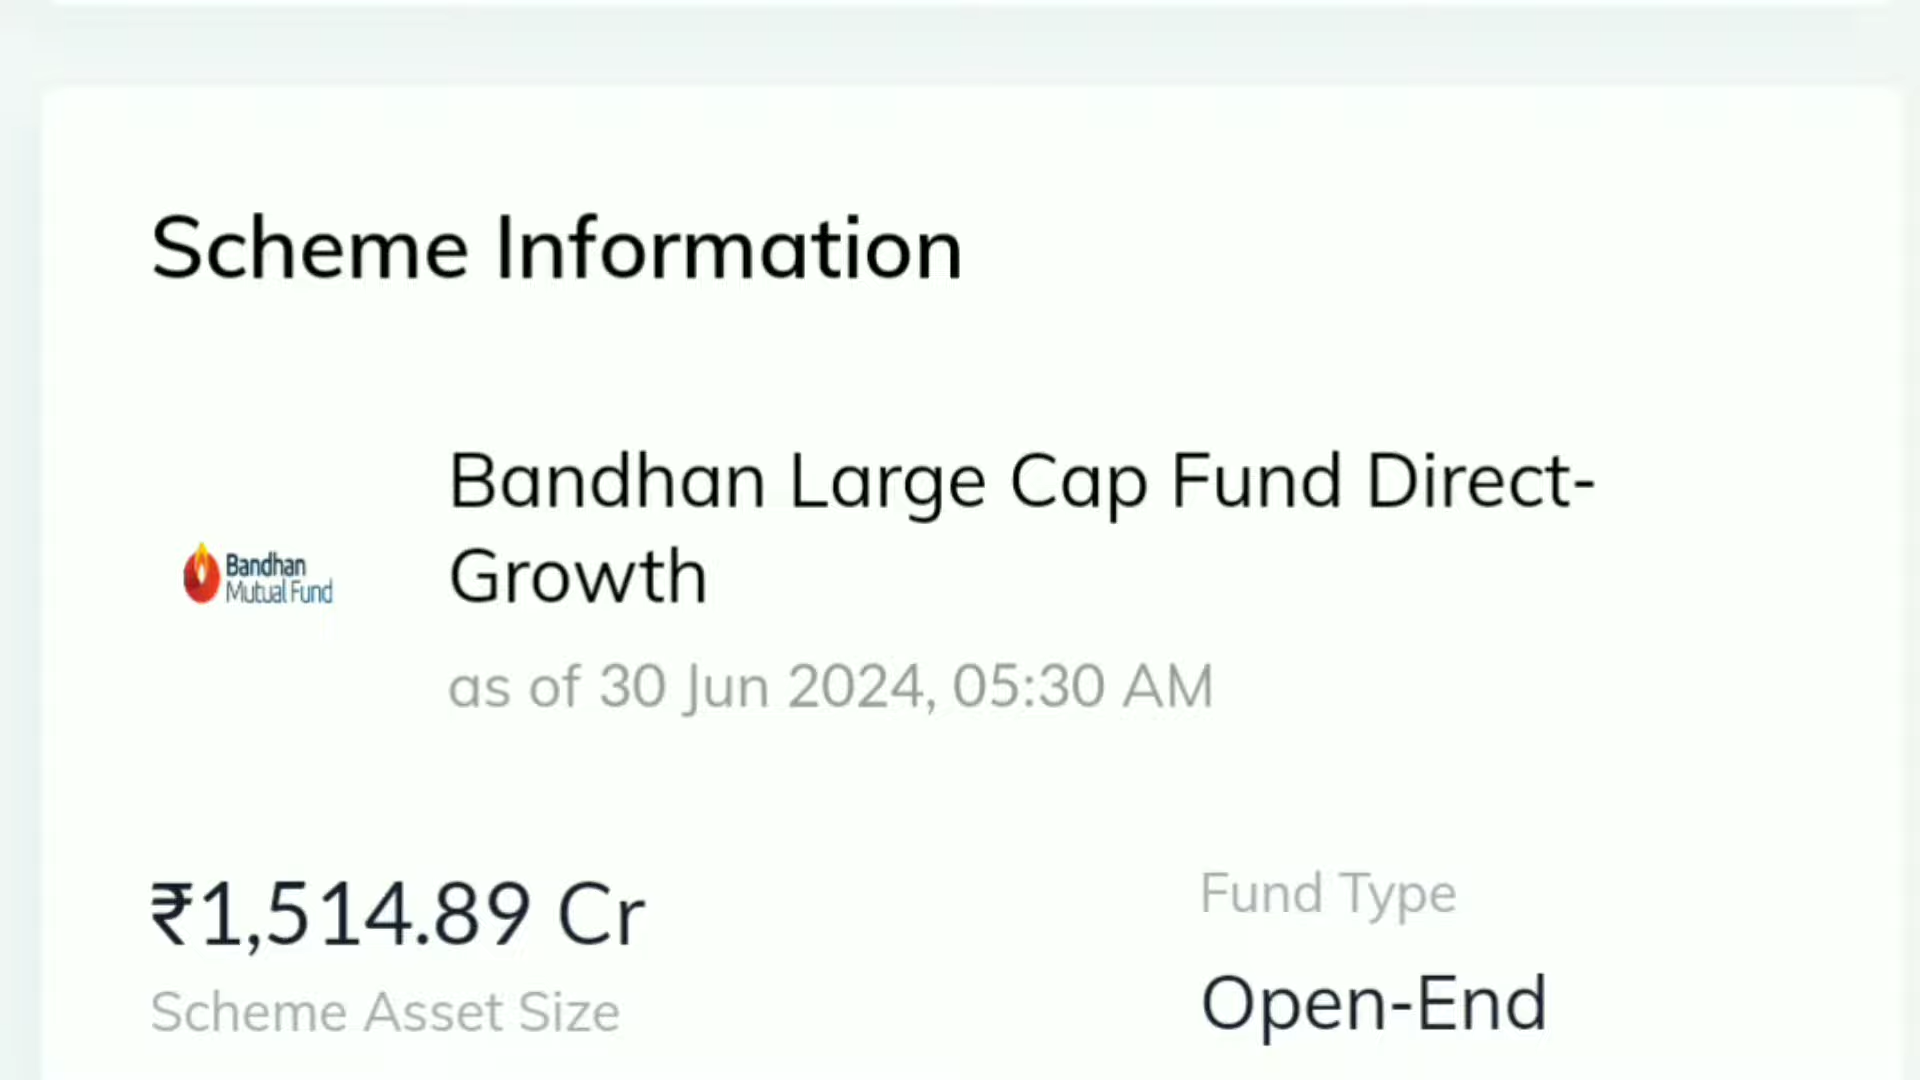 Scheme Information
Bandhan Large Cap Fund Direct-
Growth
Bandhan
Mutual Fund
as of 30 Jun 2024, 05:30 AM
₹1,514.89 Cr
Scheme Asset Size
Fund Type
Open-End